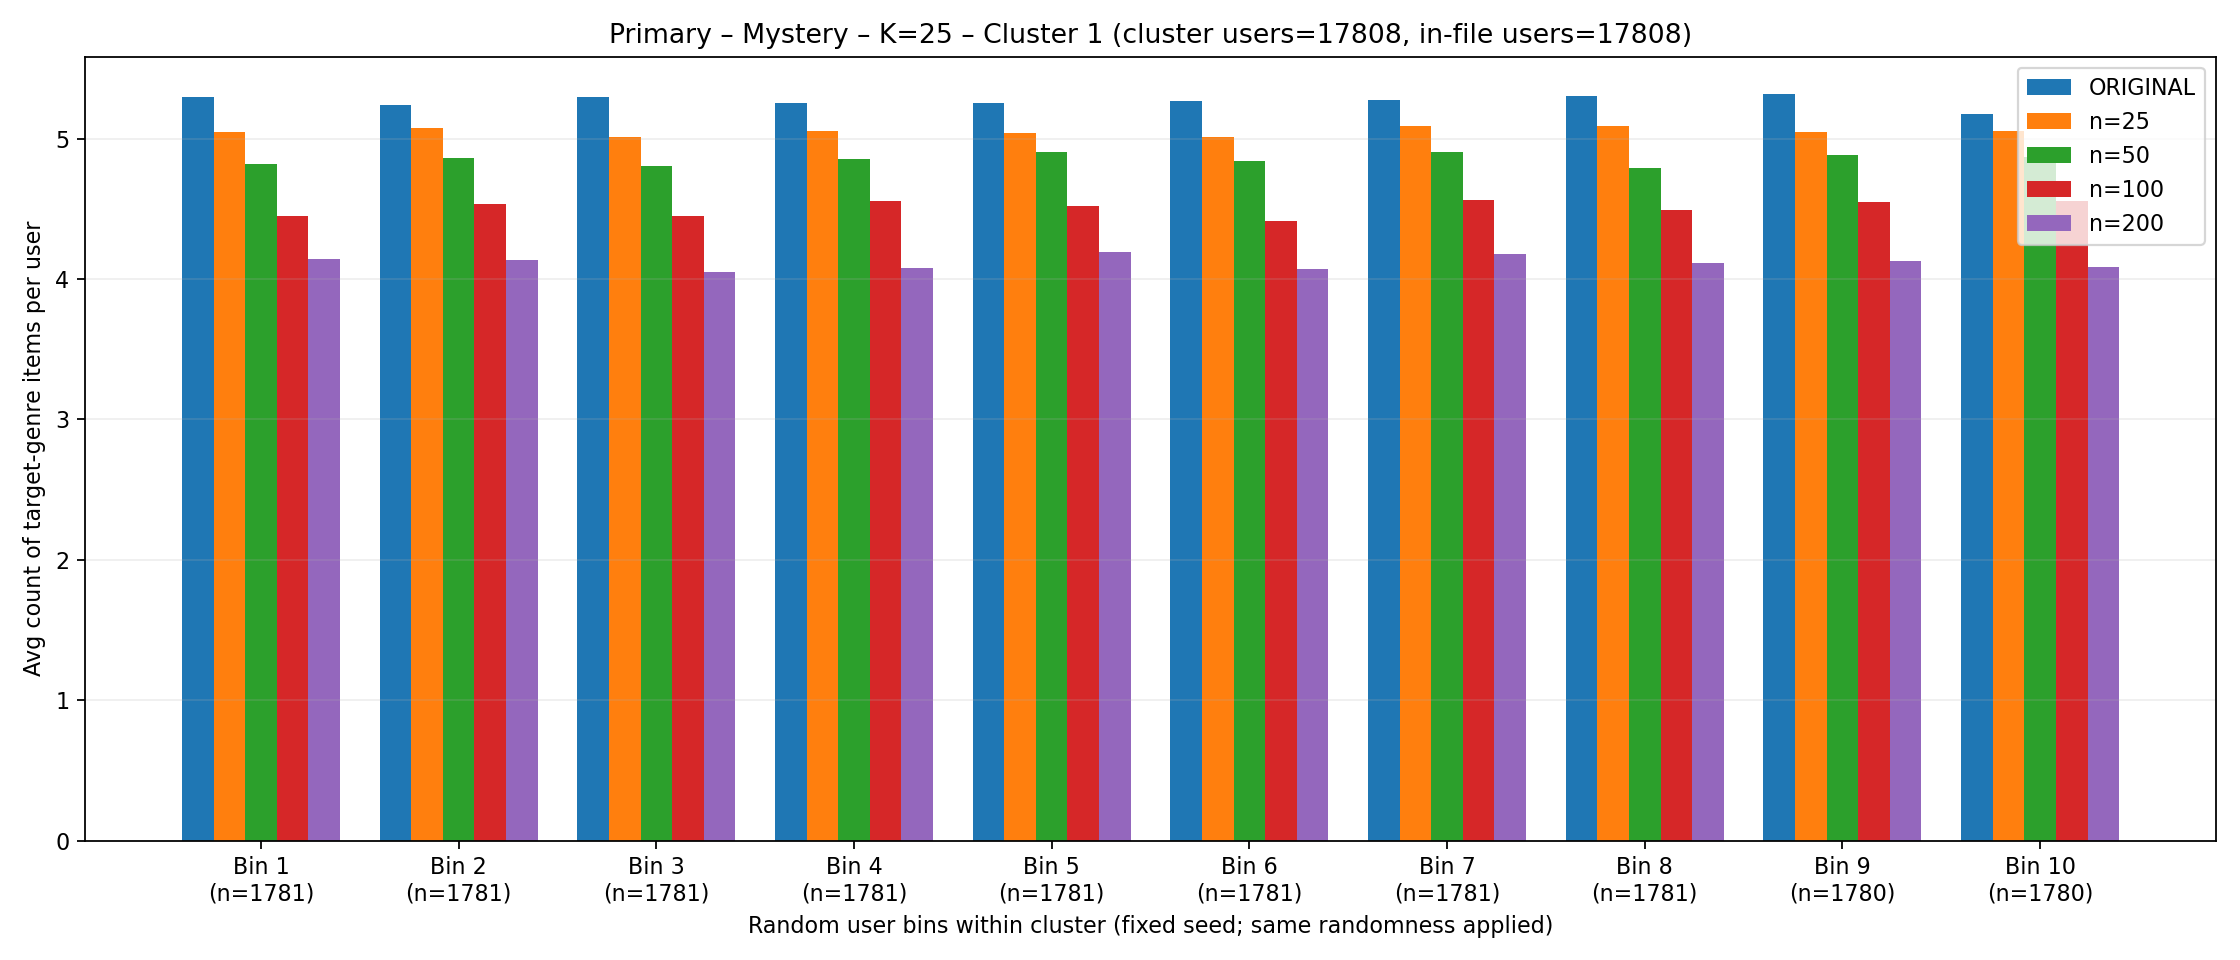 Primary – Mystery – K=25 – Cluster 1 (cluster users=17808, in-file users=17808)
ORIGINAL
n=25
n=50
n=100
n=200
Avg count of target-genre items per user
5
4
3
2
1
0
Bin 1 Bin 2 Bin 3 Bin 4 Bin 5 Bin 6 Bin 7 Bin 8 Bin 9 Bin 10
(n=1781) (n=1781) (n=1781) (n=1781) (n=1781) (n=1781) (n=1781) (n=1781) (n=1780) (n=1780)
Random user bins within cluster (fixed seed; same randomness applied)